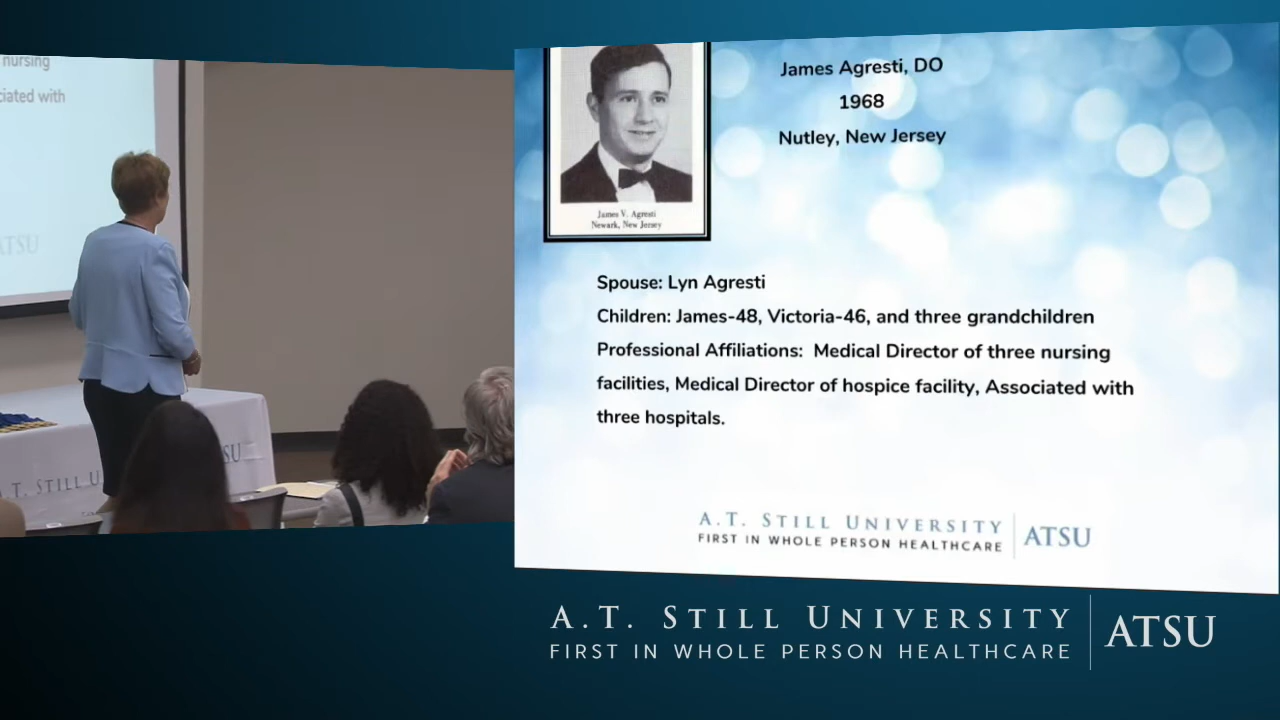 nursing
ciated with
ATSU
A.T. STILL U
SU
James Agresti, DO
1968
Nutley, New Jersey
James V. Agresti
Newark, New Jersey
Spouse: Lyn Agresti
Children: James-48, Victoria-46, and three grandchildren
Professional Affiliations: Medical Director of three nursing
facilities, Medical Director of hospice facility, Associated with
three hospitals.
A.T. STILL UNIVERSITY ATSU
FIRST IN WHOLE PERSON HEALTHCARE
A.T. STILL UNIVERSITY ATSU
FIRST IN WHOLE PERSON HEALTHCARE